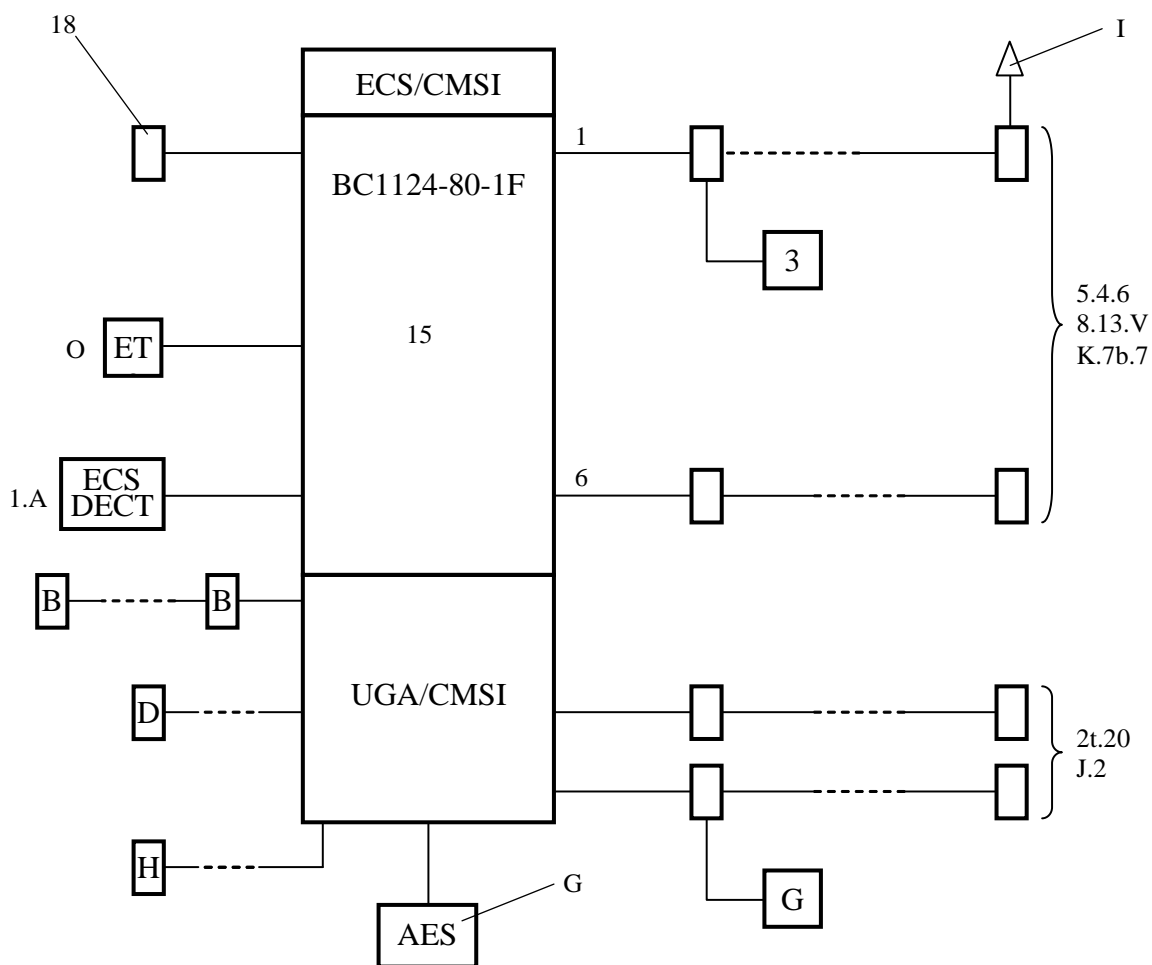 18
I
ECS/CMSI
1
BC1124-80-1F
3
5.4.6
8.13.V
K.7b.7
O
ET
15
1.A
ECS
DECT
6
B
B
D
UGA/CMSI
2t.20
J.2
H
G
AES
G